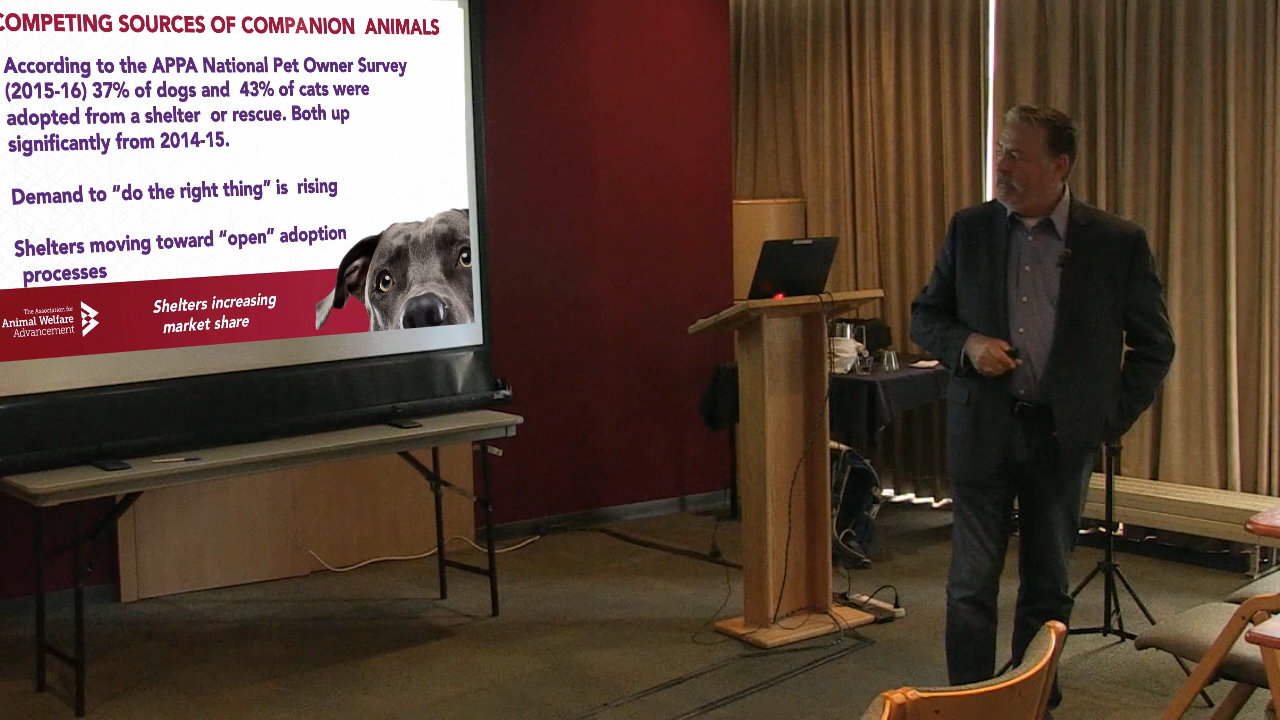 COMPETING SOURCES OF COMPANION ANIMALS
According to the APPA National Pet Owner Survey
(2015-16) 37% of dogs and 43% of cats were
adopted from a shelter or rescue. Both up
significantly from 2014-15.
Demand to “do the right thing” is rising
Shelters moving toward “open” adoption
processes
The Association for
Animal Welfare
Advancement
Shelters increasing
market share